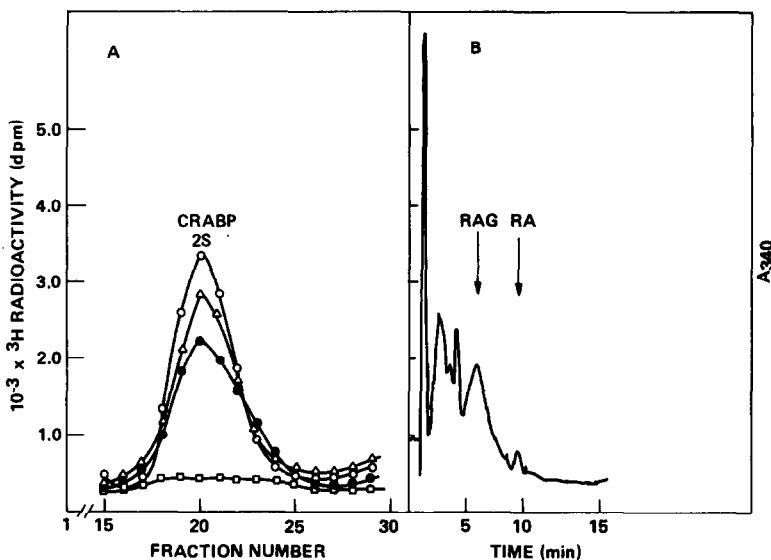 A
B
10⁻³ x ³H RADIOACTIVITY (dpm)
5.0
4.0
3.0
2.0
1.0
CRABP
2S
RAG
RA
A340
1
15
20
25
30
5
10
15
FRACTION NUMBER
TIME (min)